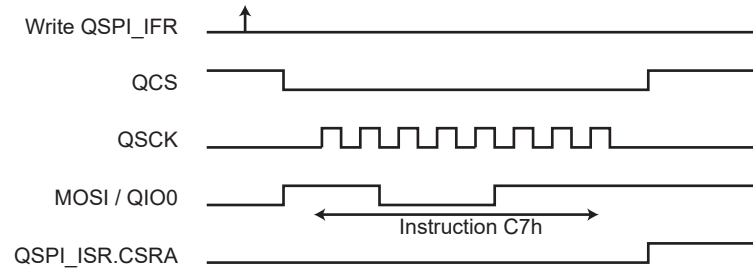 Write QSPI_IFR
QCS
QSCK
MOSI / QIO0
Instruction C7h
QSPI_ISR.CSRA